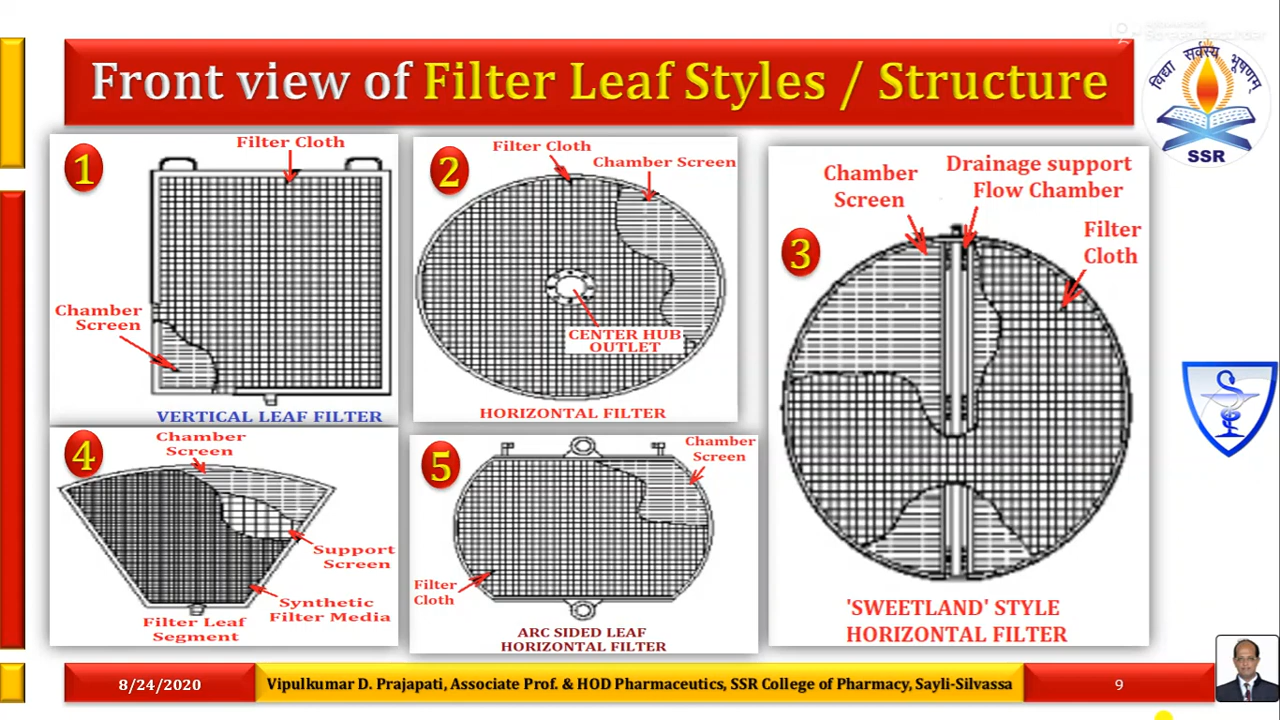 Front view of Filter Leaf Styles / Structure
विद्या सर्वस्य भूषणम्
SSR
1
Filter Cloth
Chamber
Screen
VERTICAL LEAF FILTER
2
Filter Cloth
Chamber Screen
CENTER HUB
OUTLET
HORIZONTAL FILTER
3
Chamber
Screen
Drainage support
Flow Chamber
Filter
Cloth
'SWEETLAND' STYLE
HORIZONTAL FILTER
4
Chamber
Screen
Support
Screen
Synthetic
Filter Media
Filter Leaf
Segment
5
Chamber
Screen
Filter
Cloth
ARC SIDED LEAF
HORIZONTAL FILTER
8/24/2020
Vipulkumar D. Prajapati, Associate Prof. & HOD Pharmaceutics, SSR College of Pharmacy, Sayli-Silvassa
9